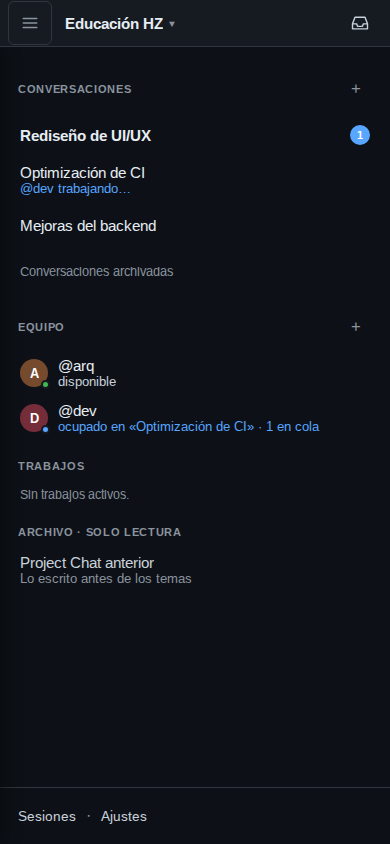 Educación HZ ▾
CONVERSACIONES +
Rediseño de UI/UX 1
Optimización de CI
@dev trabajando…
Mejoras del backend
Conversaciones archivadas
EQUIPO +
A @arq
disponible
D @dev
ocupado en «Optimización de CI» · 1 en cola
TRABAJOS
Sin trabajos activos.
ARCHIVO · SOLO LECTURA
Project Chat anterior
Lo escrito antes de los temas
Sesiones · Ajustes